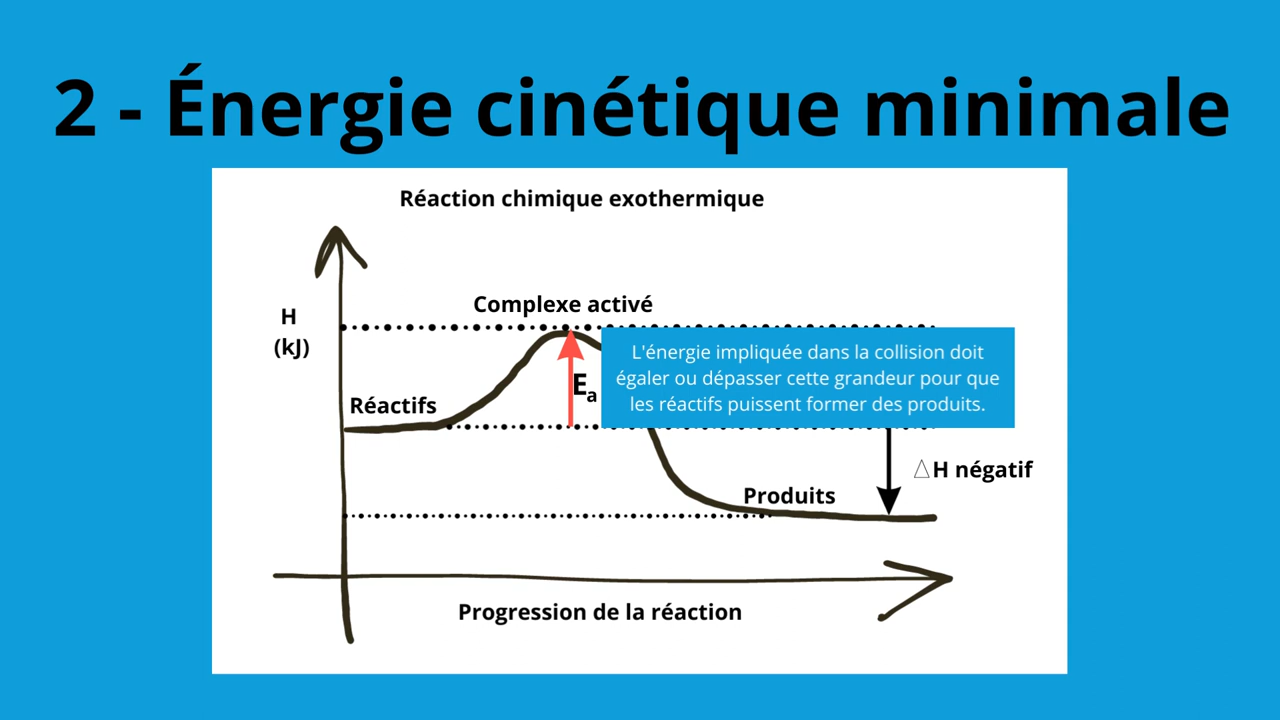 2 - Énergie cinétique minimale
Réaction chimique exothermique
Complexe activé
H
(kJ)
L'énergie impliquée dans la collision doit
égaler ou dépasser cette grandeur pour que
les réactifs puissent former des produits.
Ea
Réactifs
△H négatif
Produits
Progression de la réaction